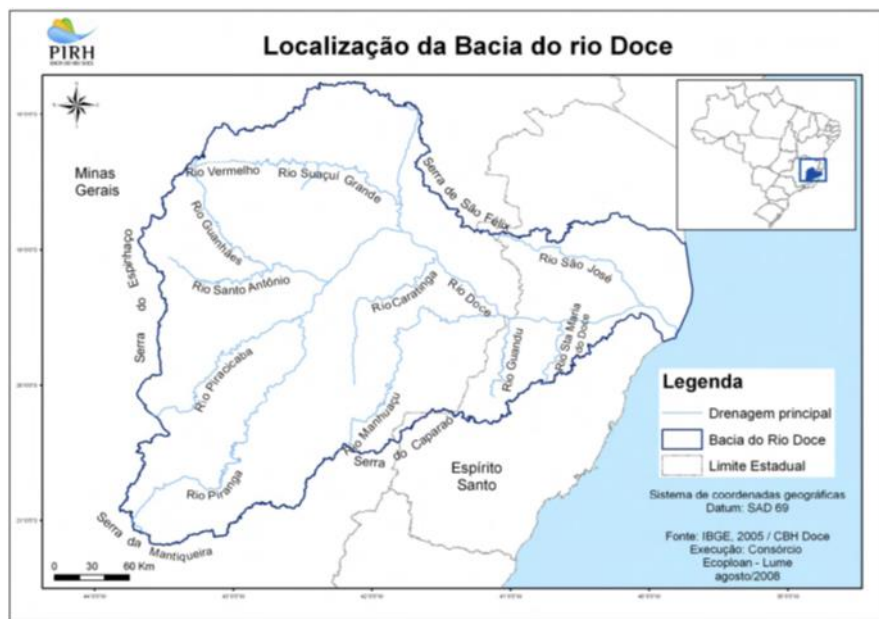 PIRH
BACIA DO RIO DOCE
Localização da Bacia do rio Doce
Minas
Gerais
Rio Vermelho
Rio Suaçuí
Grande
Serra de São Félix
Rio Guanhães
Rio Santo Antônio
Serra do Espinhaço
Rio Caratinga
Rio Doce
Rio São José
Rio Guandu
Rio Sta Maria
do Doce
Rio Piracicaba
Rio Manhuaçu
Serra do Caparaó
Rio Piranga
Serra da Mantiqueira
Espírito
Santo
Legenda
Drenagem principal
Bacia do Rio Doce
Limite Estadual
Sistema de coordenadas geográficas
Datum: SAD 69
Fonte: IBGE, 2005 / CBH Doce
Execução: Consórcio
Ecoploan - Lume
agosto/2008
0 30 60 Km